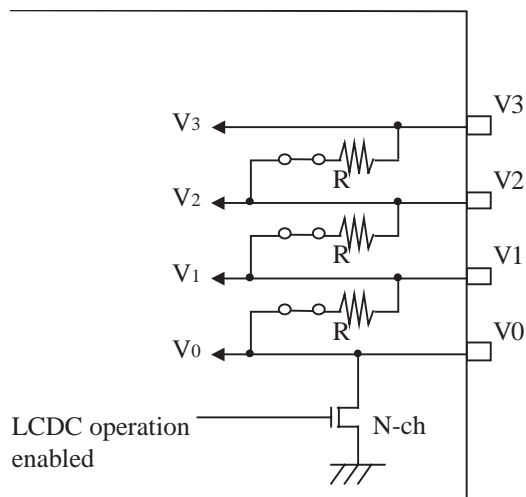 V3
V3
R
V2
V2
R
V1
V1
R
V0
V0
N-ch
LCDC operation
enabled